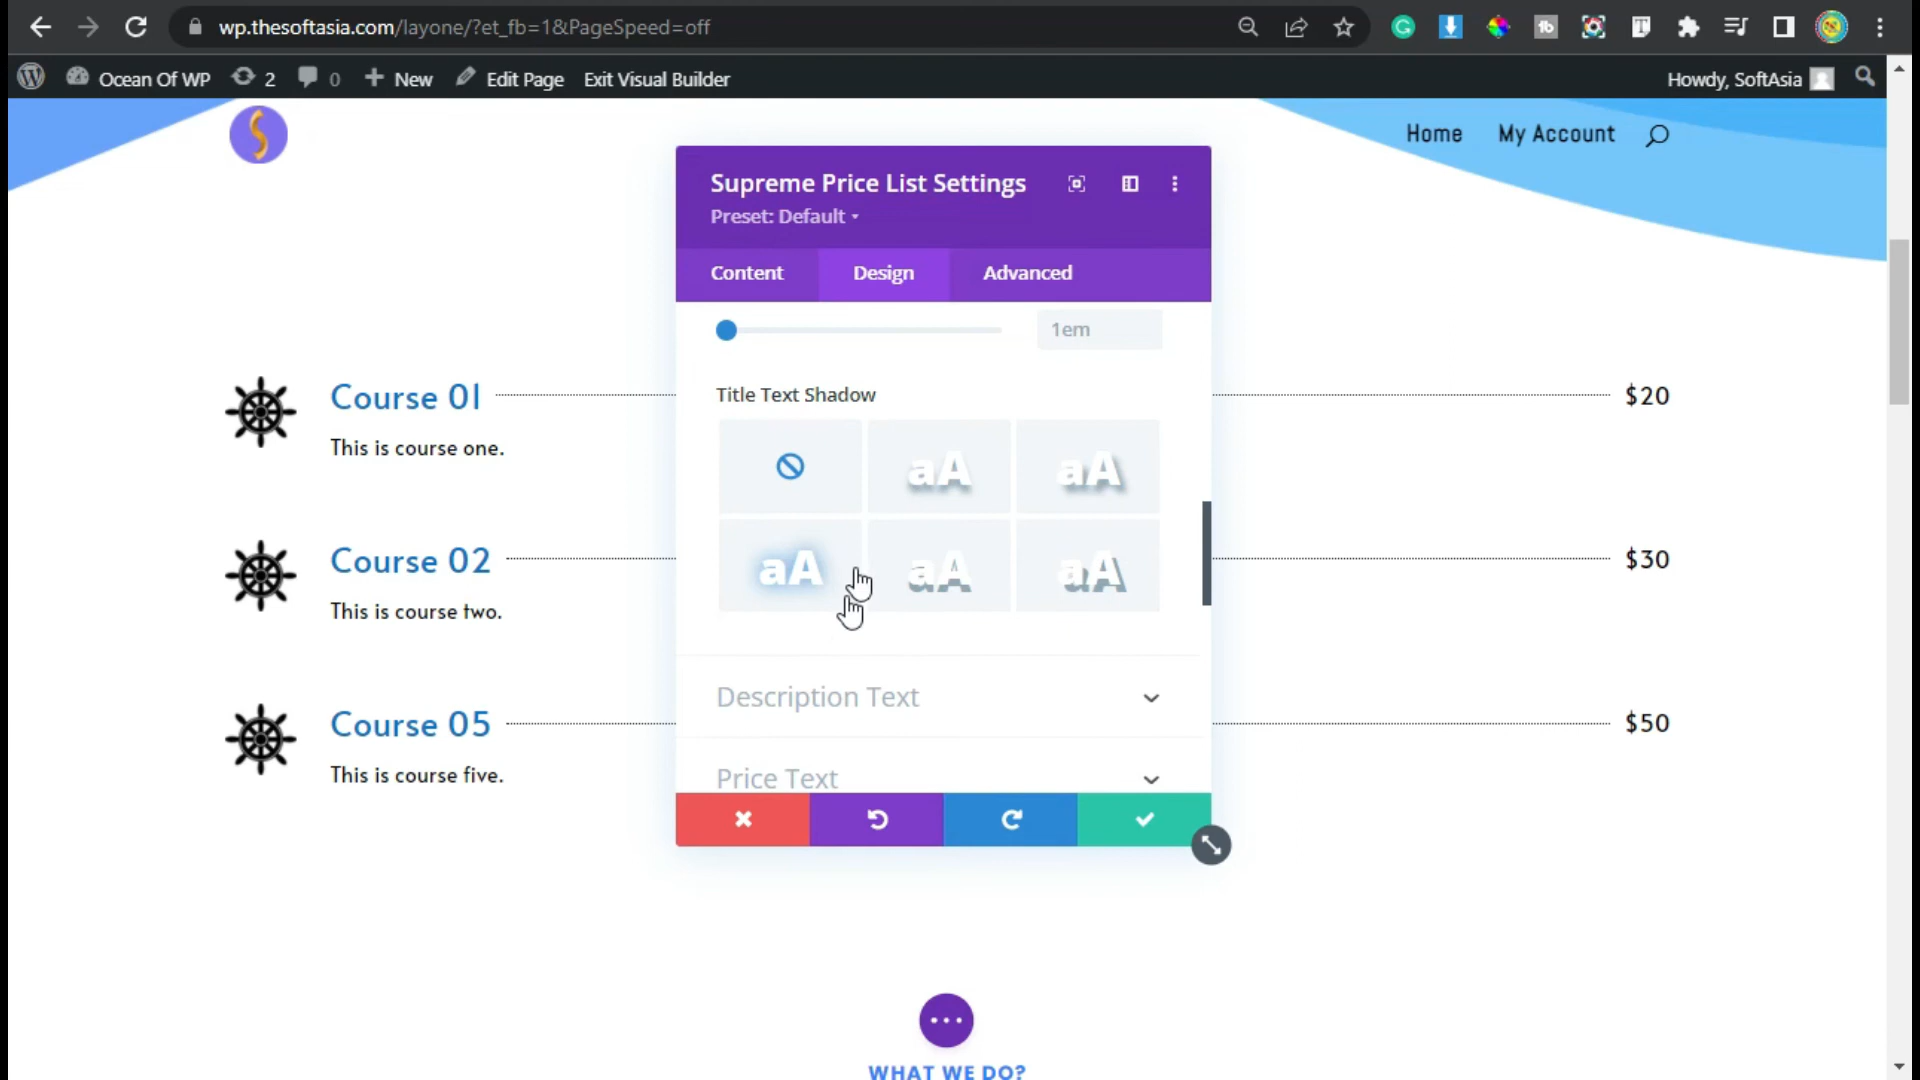 wp.thesoftasia.com/layone/?et_fb=1&PageSpeed=off
Ocean Of WP 2 0 New Edit Page Exit Visual Builder Howdy, SoftAsia
Home My Account
Supreme Price List Settings
Preset: Default
Content Design Advanced
1em
Title Text Shadow
aA aA
aA aA aA
Description Text
Price Text
Course 01 $20
This is course one.
Course 02 $30
This is course two.
Course 05 $50
This is course five.
WHAT WE DO?